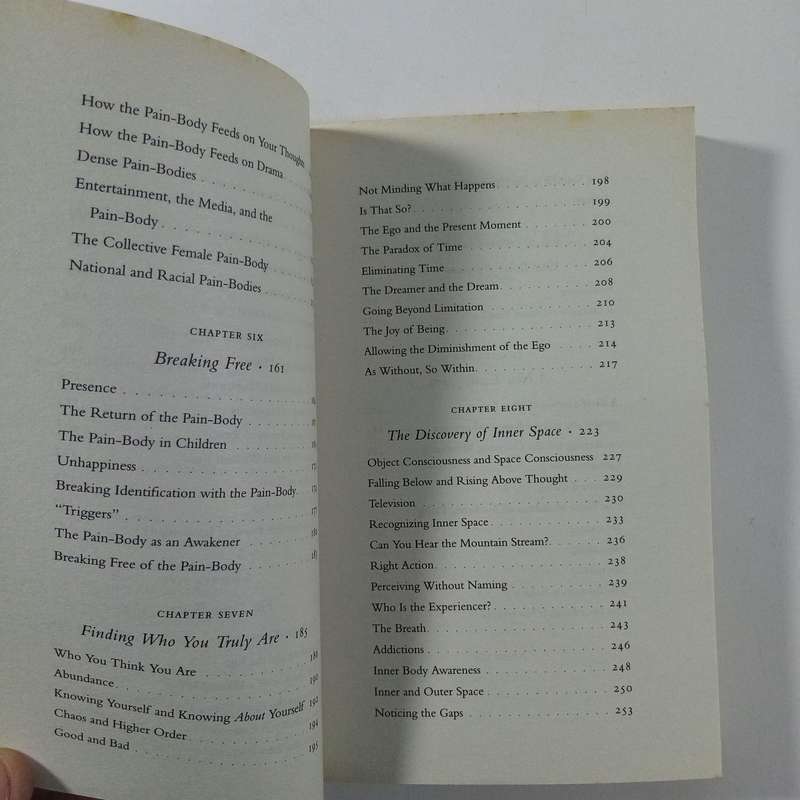 How the Pain-Body Feeds on Your Thoughts
How the Pain-Body Feeds on Drama
Dense Pain-Bodies
Entertainment, the Media, and the
Pain-Body
The Collective Female Pain-Body
National and Racial Pain-Bodies
CHAPTER SIX
Breaking Free · 161
Presence
The Return of the Pain-Body
The Pain-Body in Children
Unhappiness
Breaking Identification with the Pain-Body
"Triggers"
The Pain-Body as an Awakener
Breaking Free of the Pain-Body
CHAPTER SEVEN
Finding Who You Truly Are · 185
Who You Think You Are
Abundance 190
Knowing Yourself and Knowing About Yourself 192
Chaos and Higher Order 194
Good and Bad 195
Not Minding What Happens 198
Is That So? 199
The Ego and the Present Moment 200
The Paradox of Time 204
Eliminating Time 206
The Dreamer and the Dream 208
Going Beyond Limitation 210
The Joy of Being 213
Allowing the Diminishment of the Ego 214
As Without, So Within 217
CHAPTER EIGHT
The Discovery of Inner Space · 223
Object Consciousness and Space Consciousness 227
Falling Below and Rising Above Thought 229
Television 230
Recognizing Inner Space 233
Can You Hear the Mountain Stream? 236
Right Action 238
Perceiving Without Naming 239
Who Is the Experiencer? 241
The Breath 243
Addictions 246
Inner Body Awareness 248
Inner and Outer Space 250
Noticing the Gaps 253